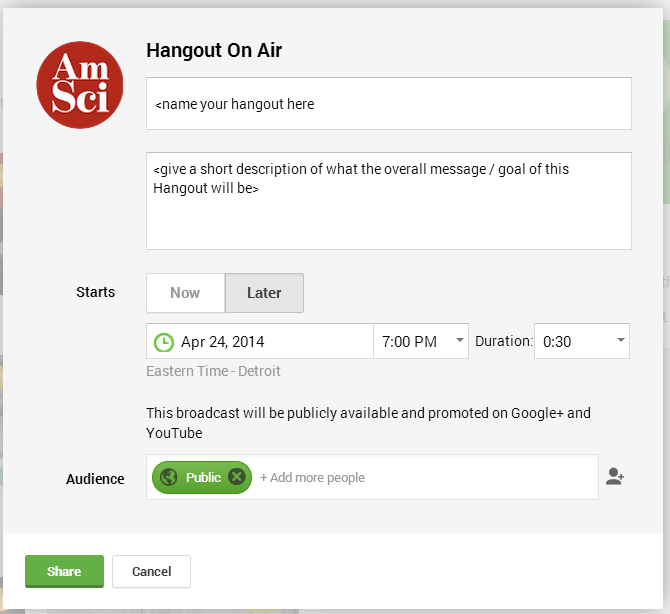 Am
Sci
Hangout On Air
<name your hangout here
<give a short description of what the overall message / goal of this
Hangout will be>
Starts
Now
Later
Apr 24, 2014
7:00 PM
Duration:
0:30
Eastern Time - Detroit
This broadcast will be publicly available and promoted on Google+ and
YouTube
Audience
Public
+ Add more people
Share
Cancel